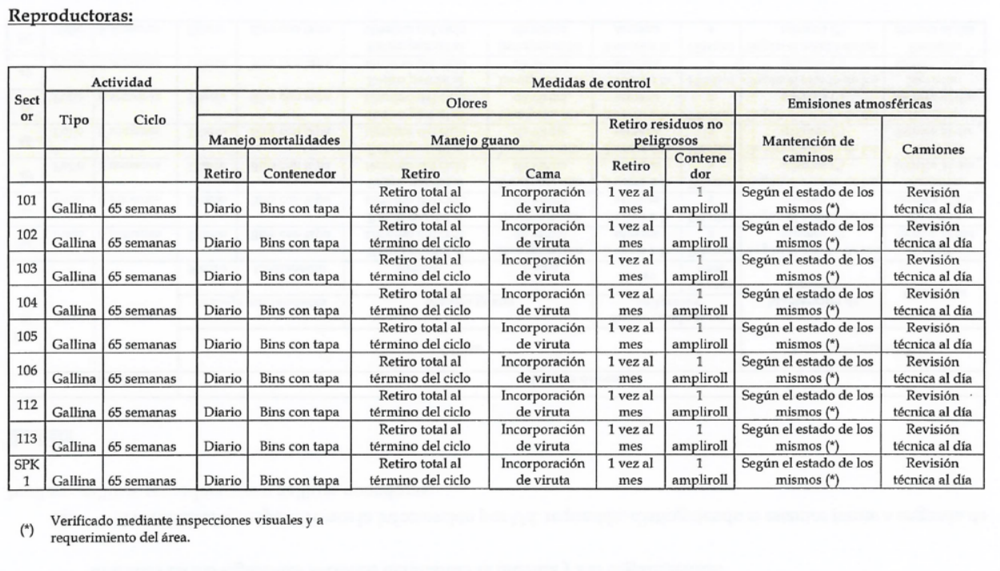 Reproductoras:
Actividad Medidas de control
Sect
or Tipo Ciclo Olores Emisiones atmosféricas
Manejo mortalidades Manejo guano Retiro residuos no
peligrosos Mantención de
caminos Camiones
Retiro Contenedor Retiro Cama Retiro Contene
dor
101 Retiro total al Incorporación 1 vez al 1 Según el estado de los Revisión
Gallina 65 semanas Diario Bins con tapa término del ciclo de viruta mes ampliroll mismos (*) técnica al día
102 Retiro total al Incorporación 1 vez al 1 Según el estado de los Revisión
Gallina 65 semanas Diario Bins con tapa término del ciclo de viruta mes ampliroll mismos (*) técnica al día
103 Retiro total al Incorporación 1 vez al 1 Según el estado de los Revisión
Gallina 65 semanas Diario Bins con tapa término del ciclo de viruta mes ampliroll mismos (*) técnica al día
104 Retiro total al Incorporación 1 vez al 1 Según el estado de los Revisión
Gallina 65 semanas Diario Bins con tapa término del ciclo de viruta mes ampliroll mismos (*) técnica al día
105 Retiro total al Incorporación 1 vez al 1 Según el estado de los Revisión
Gallina 65 semanas Diario Bins con tapa término del ciclo de viruta mes ampliroll mismos (*) técnica al día
106 Retiro total al Incorporación 1 vez al 1 Según el estado de los Revisión
Gallina 65 semanas Diario Bins con tapa término del ciclo de viruta mes ampliroll mismos (*) técnica al día
112 Retiro total al Incorporación 1 vez al 1 Según el estado de los Revisión
Gallina 65 semanas Diario Bins con tapa término del ciclo de viruta mes ampliroll mismos (*) técnica al día
113 Retiro total al Incorporación 1 vez al 1 Según el estado de los Revisión
Gallina 65 semanas Diario Bins con tapa término del ciclo de viruta mes ampliroll mismos (*) técnica al día
SPK Retiro total al Incorporación 1 vez al 1 Según el estado de los Revisión
1 Gallina 65 semanas Diario Bins con tapa término del ciclo de viruta mes ampliroll mismos (*) técnica al día
(*) Verificado mediante inspecciones visuales y a
requerimiento del área.